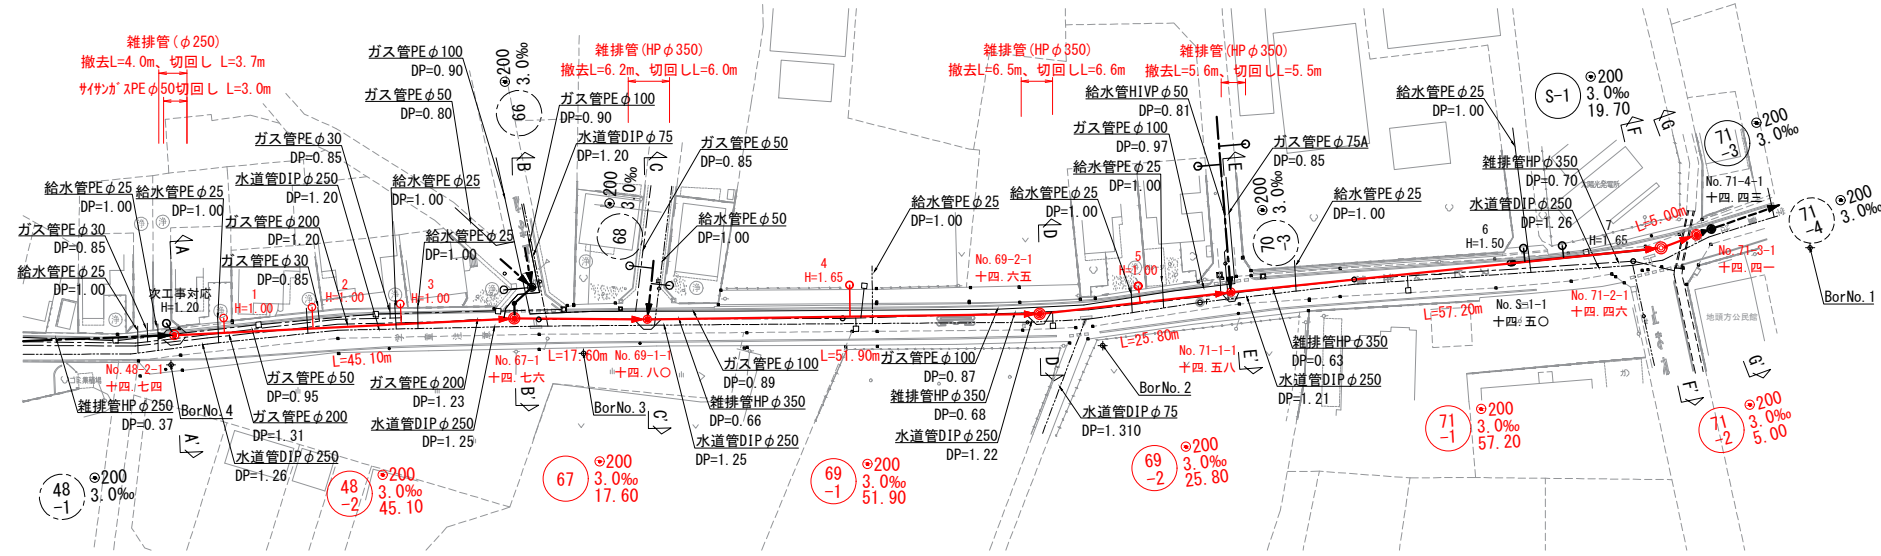 雑排管(φ250)
撤去L=4.0m、切回し L=3.7m
サイサンガスPEφ50切回し L=3.0m
ガス管PEφ100
DP=0.90
ガス管PEφ50
DP=0.80
99
⦿200
3.0‰
雑排管(HPφ350)
撤去L=6.2m、切回しL=6.0m
ガス管PEφ100
DP=0.90
水道管DIPφ75
DP=1.20
ガス管PEφ50
DP=0.85
68
⦿200
3.0‰
給水管PEφ50
DP=1.00
雑排管(HPφ350)
撤去L=6.5m、切回しL=6.6m
雑排管(HPφ350)
撤去L=5.6m、切回しL=5.5m
給水管HIVPφ50
DP=0.81
ガス管PEφ100
DP=0.97
給水管PEφ25
DP=1.00
給水管PEφ25
DP=1.00
給水管PEφ25
DP=1.00
ガス管PEφ75A
DP=0.85
70
-3
⦿200
3.0‰
給水管PEφ25
DP=1.00
給水管PEφ25
DP=1.00
S-1
⦿200
3.0‰
19.70
雑排管HPφ350
DP=0.70
水道管DIPφ250
DP=1.26
71
-3
⦿200
3.0‰
No.71-4-1
十四.四三
71
-4
⦿200
3.0‰
ガス管PEφ30
DP=0.85
水道管DIPφ250
DP=1.20
ガス管PEφ200
DP=1.20
ガス管PEφ30
DP=0.85
給水管PEφ25
DP=1.00
給水管PEφ25
DP=1.00
給水管PEφ25
DP=1.00
給水管PEφ25
DP=1.00
ガス管PEφ30
DP=0.85
給水管PEφ25
DP=1.00
次工事対応
H=1.20
1
H=1.00
2
H=1.00
3
H=1.00
4
H=1.65
5
H=1.00
6
H=1.50
7
H=1.65
A
B
C
D
E
F
G
L=45.10m
L=17.60m
L=51.90m
L=25.80m
L=57.20m
L=5.00m
No.48-2-1
十四.七四
No.67-1
十四.七六
No.69-1-1
十四.八〇
No.69-2-1
十四.六五
No.71-1-1
十四.五八
No.S-1-1
十四.五〇
No.71-2-1
十四.四六
No.71-3-1
十四.四一
BorNo.1
BorNo.2
BorNo.3
BorNo.4
地頭方公民館
雑排管HPφ250
DP=0.37
ガス管PEφ50
DP=0.95
ガス管PEφ200
DP=1.31
水道管DIPφ250
DP=1.26
ガス管PEφ200
DP=1.23
水道管DIPφ250
DP=1.25
ガス管PEφ100
DP=0.89
雑排管HPφ350
DP=0.66
水道管DIPφ250
DP=1.25
ガス管PEφ100
DP=0.87
雑排管HPφ350
DP=0.68
水道管DIPφ250
DP=1.22
水道管DIPφ75
DP=1.310
雑排管HPφ350
DP=0.63
水道管DIPφ250
DP=1.21
A'
B'
C'
D'
E'
F'
G'
48
-1
⦿200
3.0‰
48
-2
⦿200
3.0‰
45.10
67
⦿200
3.0‰
17.60
69
-1
⦿200
3.0‰
51.90
69
-2
⦿200
3.0‰
25.80
71
-1
⦿200
3.0‰
57.20
71
-2
⦿200
3.0‰
5.00